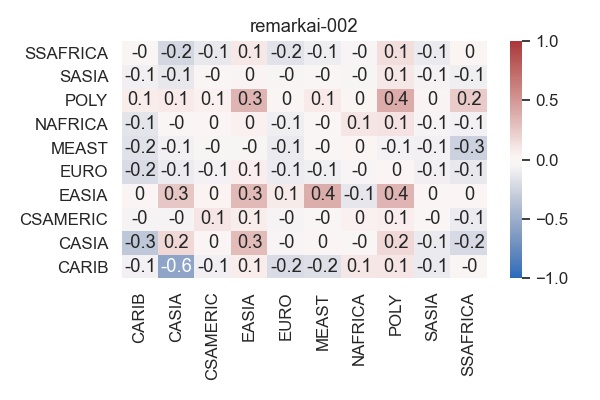 remarkai-002
SSAFRICA -0 -0.2 -0.1 0.1 -0.2 -0.1 -0 0.1 -0.1 0
SASIA -0.1 -0.1 -0 0 -0 -0 0 0.1 -0.1 -0.1
POLY 0.1 0.1 0.1 0.3 0 0.1 0 0.4 0 0.2
NAFRICA -0.1 -0 0 0 -0.1 -0 0.1 0.1 -0.1 -0.1
MEAST -0.2 -0.1 -0 -0 -0.1 -0 0 -0.1 -0.1 -0.3
EURO -0.2 -0.1 -0.1 0.1 -0.1 -0.1 -0 0 -0.1 -0.1
EASIA 0 0.3 0 0.3 0.1 0.4 -0.1 0.4 0 0
CSAMERIC -0 -0 0.1 0.1 -0 -0 0 0.1 -0 -0.1
CASIA -0.3 0.2 0 0.3 -0 0 -0 0.2 -0.1 -0.2
CARIB -0.1 -0.6 -0.1 0.1 -0.2 -0.2 0.1 0.1 -0.1 -0
CARIB CASIA CSAMERIC EASIA EURO MEAST NAFRICA POLY SASIA SSAFRICA
1.0
0.5
0.0
−0.5
−1.0